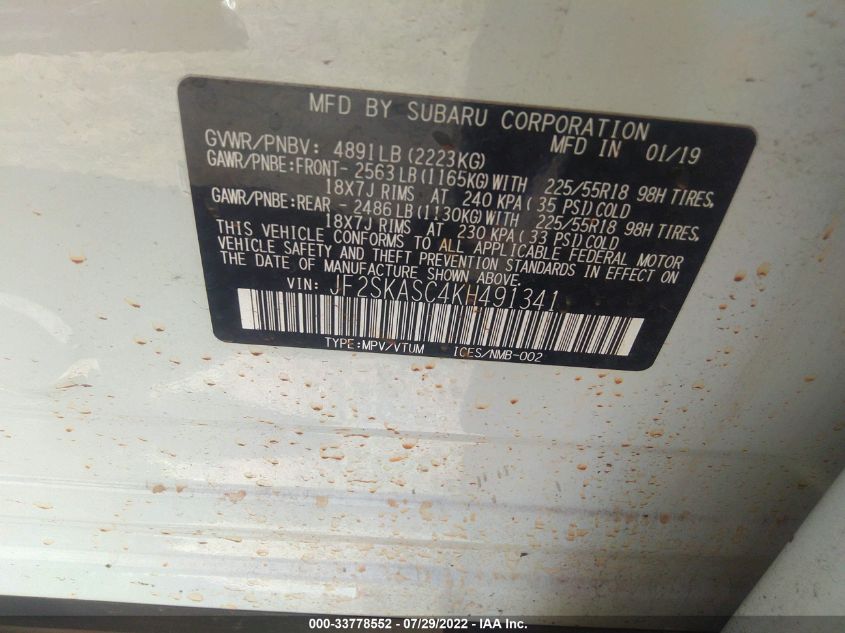 MFD BY SUBARU CORPORATION
GVWR/PNBV: 4891LB(2223KG) MFD IN 01/19
GAWR/PNBE:FRONT- 2563LB(1165KG)WITH 225/55R18 98H TIRES,
18X7J RIMS AT 240 KPA(35 PSI)COLD
GAWR/PNBE:REAR - 2486LB(1130KG)WITH 225/55R18 98H TIRES,
18X7J RIMS AT 230 KPA(33 PSI)COLD
THIS VEHICLE CONFORMS TO ALL APPLICABLE FEDERAL MOTOR
VEHICLE SAFETY AND THEFT PREVENTION STANDARDS IN EFFECT ON
THE DATE OF MANUFACTURE SHOWN ABOVE.
VIN: JF2SKASC4KH491341
TYPE:MPV/VTUM ICES/NMB-002
000-33778552 - 07/29/2022 - IAA Inc.